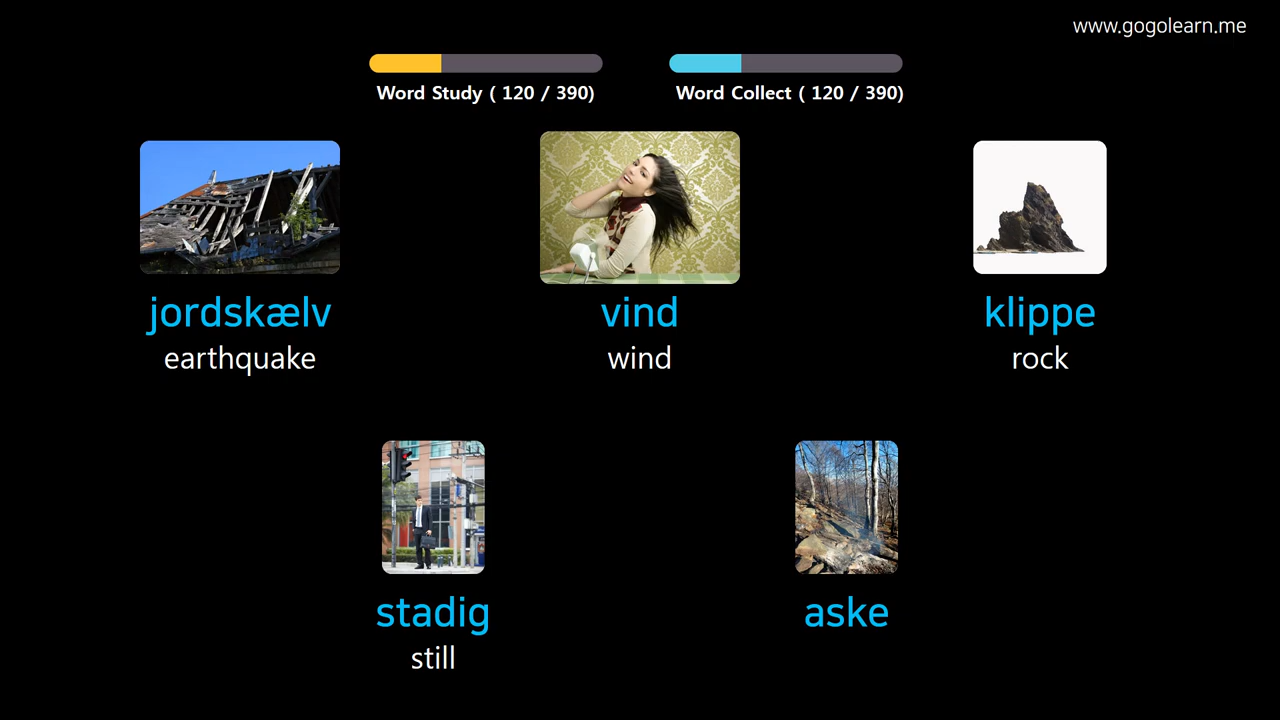 www.gogolearn.me
Word Study ( 120 / 390)
Word Collect ( 120 / 390)
jordskælv
earthquake
vind
wind
klippe
rock
stadig
still
aske